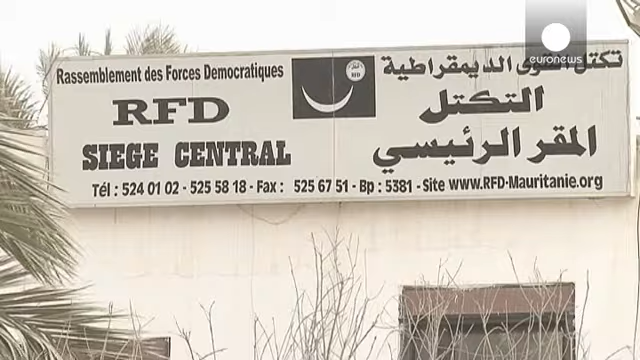 euronews
Rassemblement des Forces Democratiques
تكتل القوى الديمقراطية
RFD
RFD
التكتل
SIEGE CENTRAL
المقر الرئيسي
Tél : 524 01 02 - 525 58 18 - Fax : 525 67 51 - Bp : 5381 - Site www.RFD-Mauritanie.org